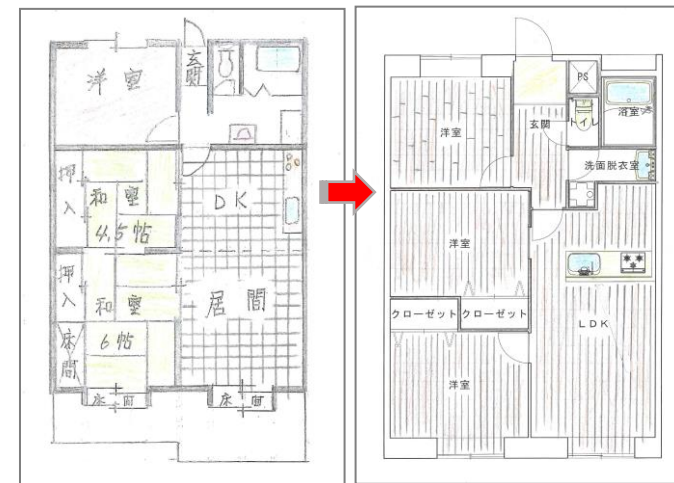 洋室
玄関
押入
和室
4.5帖
DK
押入
和室
居間
床の間
6帖
床面
床面
洋室
玄関
PS
トイレ
浴室
洗面脱衣室
洋室
クローゼット
クローゼット
LDK
洋室